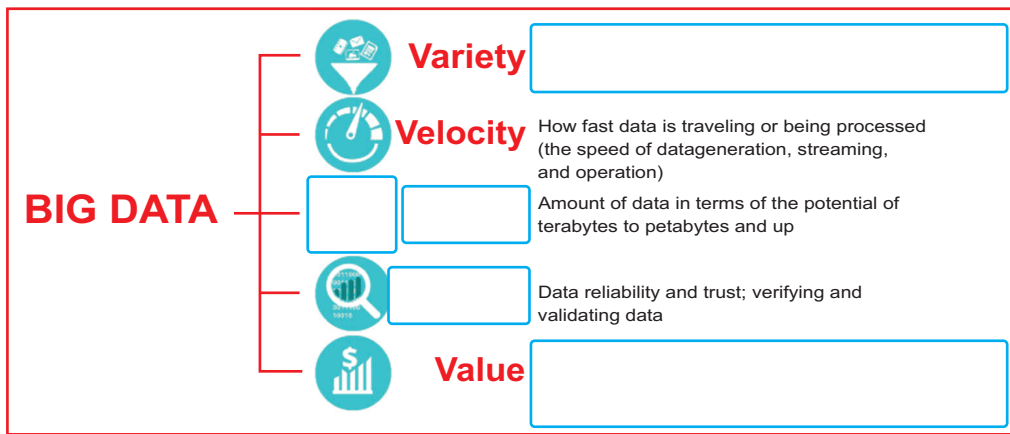 Variety
Velocity
How fast data is traveling or being processed
(the speed of datageneration, streaming,
and operation)
BIG DATA
Amount of data in terms of the potential of
terabytes to petabytes and up
Data reliability and trust; verifying and
validating data
$
Value